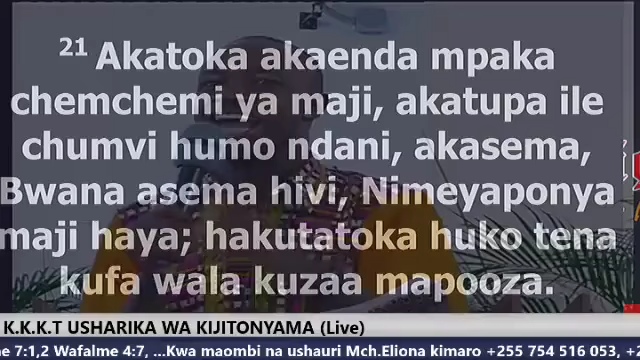 21 Akatoka akaenda mpaka
chemchemi ya maji, akatupa ile
chumvi humo ndani, akasema,
Bwana asema hivi, Nimeyaponya
maji haya; hakutatoka huko tena
kufa wala kuzaa mapooza.
K.K.K.T USHARIKA WA KIJITONYAMA (Live)
7:1,2 Wafalme 4:7, ...Kwa maombi na ushauri Mch.Eliona kimaro +255 754 516 053,